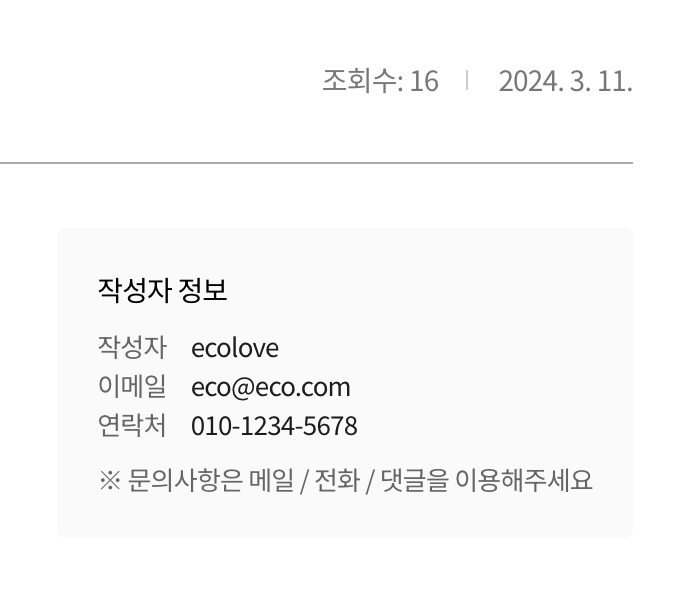 조회수: 16 | 2024. 3. 11.
작성자 정보
작성자 ecolove
이메일 eco@eco.com
연락처 010-1234-5678
※ 문의사항은 메일 / 전화 / 댓글을 이용해주세요